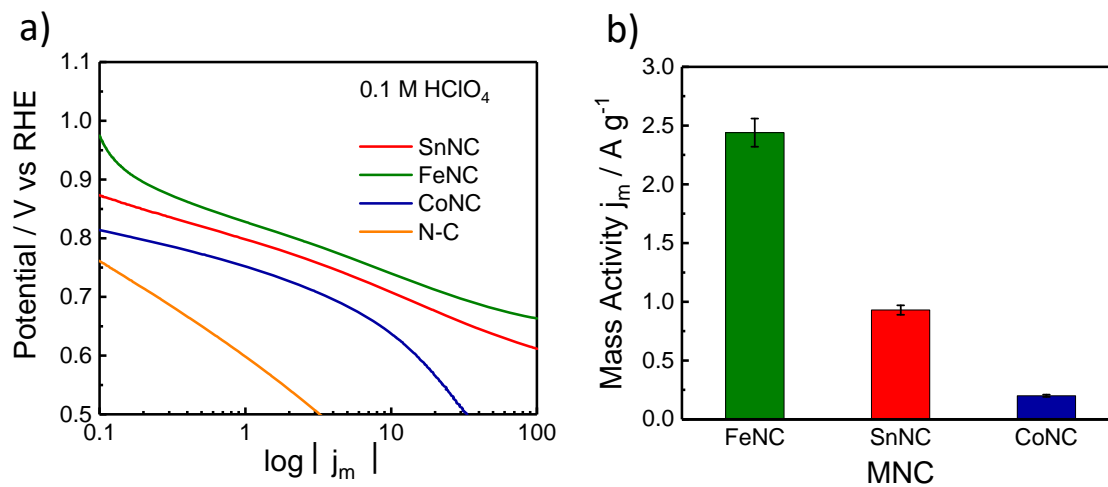 a)
Potential / V vs RHE
1.1
1.0
0.9
0.8
0.7
0.6
0.5
0.1
1
10
100
log | jₘ |
0.1 M HClO₄
SnNC
FeNC
CoNC
N-C
b)
Mass Activity jₘ / A g⁻¹
3.0
2.5
2.0
1.5
1.0
0.5
0.0
FeNC
SnNC
CoNC
MNC